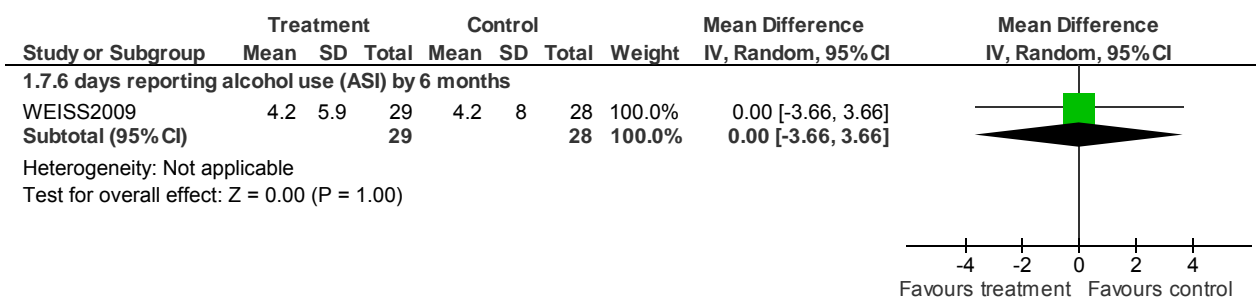 Treatment Control Mean Difference Mean Difference
Study or Subgroup Mean SD Total Mean SD Total Weight IV, Random, 95% CI IV, Random, 95% CI
1.7.6 days reporting alcohol use (ASI) by 6 months
WEISS2009 4.2 5.9 29 4.2 8 28 100.0% 0.00 [-3.66, 3.66]
Subtotal (95% CI) 29 28 100.0% 0.00 [-3.66, 3.66]
Heterogeneity: Not applicable
Test for overall effect: Z = 0.00 (P = 1.00)
-4 -2 0 2 4
Favours treatment Favours control